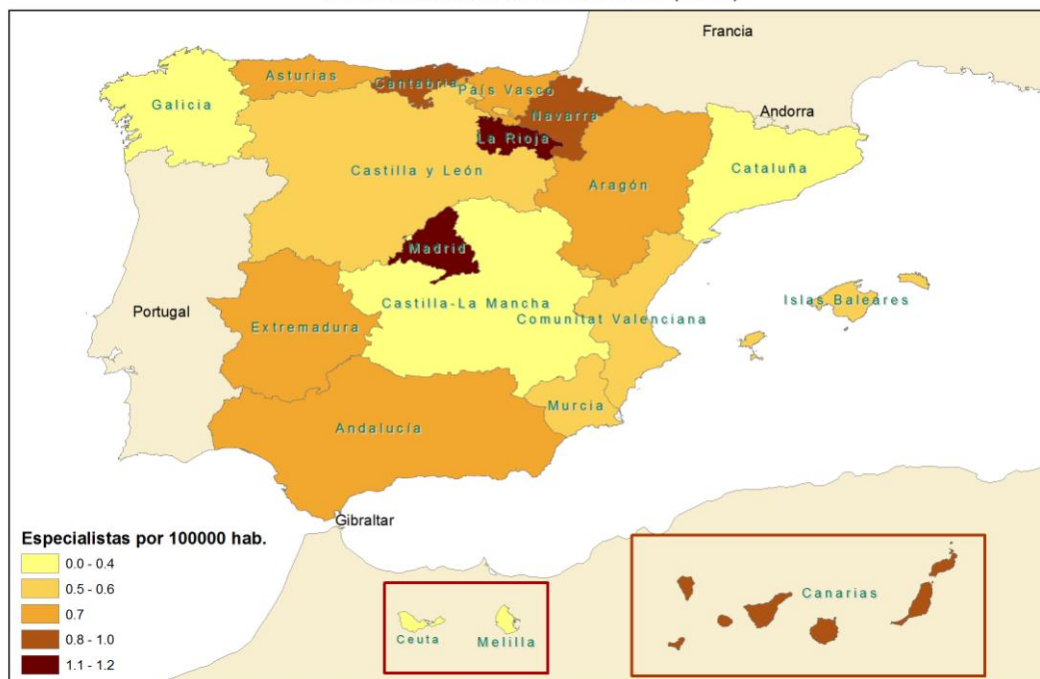 Francia
Asturias
Cantabria
País Vasco
Galicia
Navarra
Andorra
La Rioja
Castilla y León
Cataluña
Aragón
Madrid
Portugal
Castilla-La Mancha
Islas Baleares
Extremadura
Comunitat Valenciana
Murcia
Andalucía
Gibraltar
Especialistas por 100000 hab.
0.0 - 0.4
0.5 - 0.6
0.7
0.8 - 1.0
1.1 - 1.2
Ceuta
Melilla
Canarias